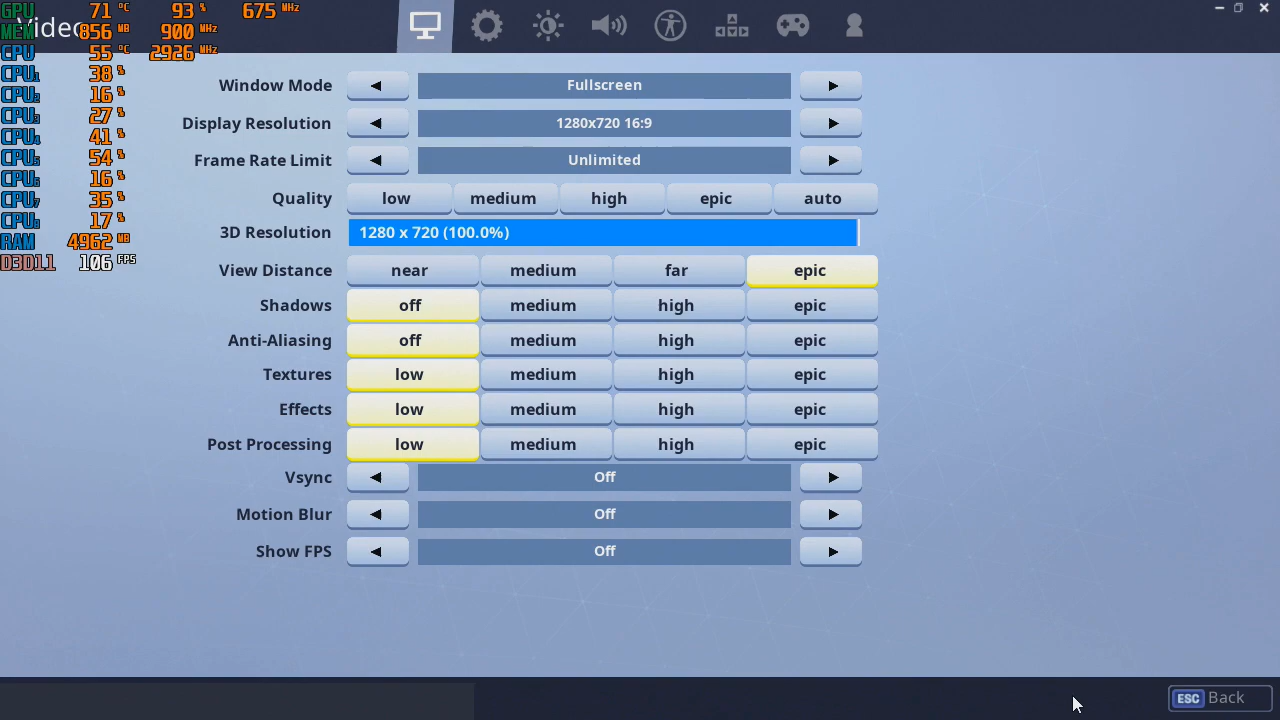 GPU 71 °C 93 % 675 MHz
Video
MEM 856 MB 900 MHz
CPU 55 °C 2926 MHz
CPU1 38 %
CPU2 16 %
CPU3 27 %
CPU4 41 %
CPU5 54 %
CPU6 16 %
CPU7 35 %
CPU8 17 %
RAM 4962 MB
D3D11 106 FPS
Window Mode Fullscreen
Display Resolution 1280x720 16:9
Frame Rate Limit Unlimited
Quality low medium high epic auto
3D Resolution 1280 x 720 (100.0%)
View Distance near medium far epic
Shadows off medium high epic
Anti-Aliasing off medium high epic
Textures low medium high epic
Effects low medium high epic
Post Processing low medium high epic
Vsync Off
Motion Blur Off
Show FPS Off
ESC Back